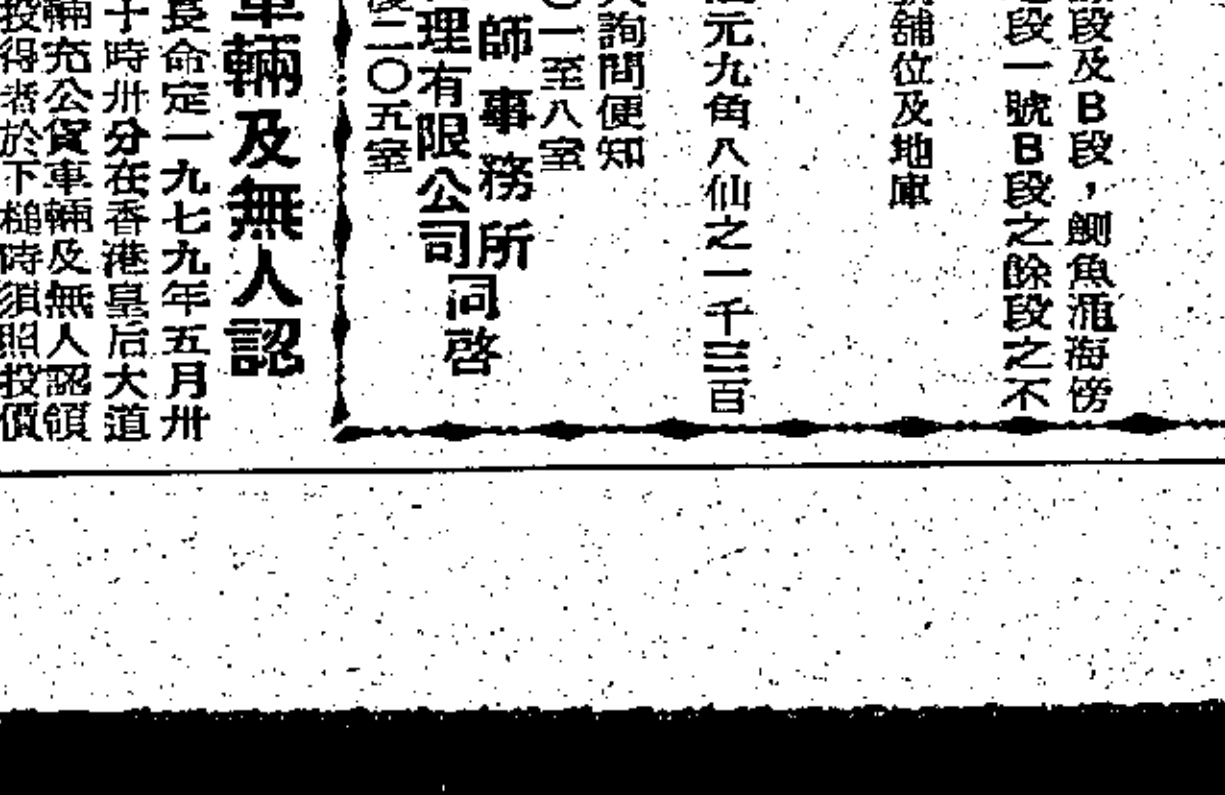 段及B段，鰂魚涌海傍
段一號B段之餘段之不
舖位及地庫
元九角八仙之一千三百
詢問便知
一至八室
師事務所
理有限公司
同啓
二〇五室
車輛及無人認
長命定一九七九年五月卅
十時卅分在香港皇后大道
輛充公貨車輛及無人認領
投得者於下槌時須照投價